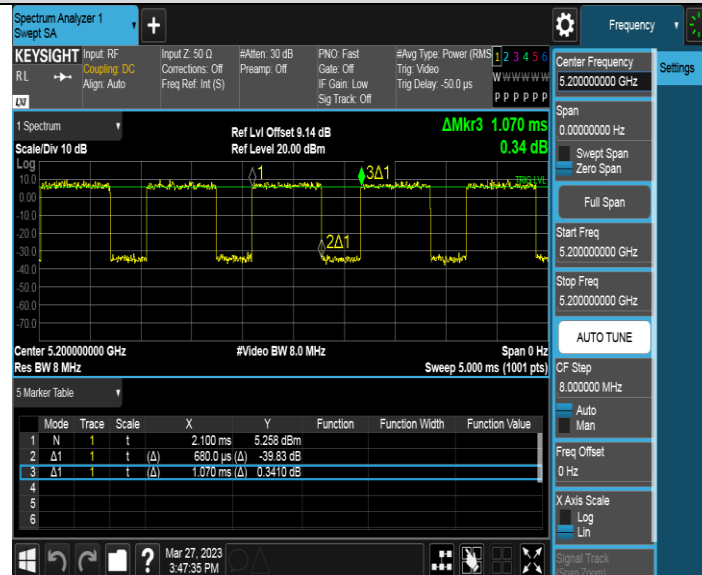 Spectrum Analyzer 1
Swept SA
+
Frequency
KEYSIGHT
RL
LXI
Input: RF
Coupling: DC
Align: Auto
Input Z: 50 Ω
Corrections: Off
Freq Ref: Int (S)
#Atten: 30 dB
Preamp: Off
PNO: Fast
Gate: Off
IF Gain: Low
Sig Track: Off
#Avg Type: Power (RMS
Trig: Video
Trig Delay: -50.0 µs
1 2 3 4 5 6
W W W W W W
P P P P P P
Center Frequency
5.200000000 GHz
Settings
Span
0.00000000 Hz
Swept Span
Zero Span
Full Span
Start Freq
5.200000000 GHz
Stop Freq
5.200000000 GHz
AUTO TUNE
CF Step
8.000000 MHz
Auto
Man
Freq Offset
0 Hz
X Axis Scale
Log
Lin
Signal Track
(Span Zoom)
1 Spectrum
Scale/Div 10 dB
Ref Lvl Offset 9.14 dB
Ref Level 20.00 dBm
ΔMkr3 1.070 ms
0.34 dB
Log
10.0
0.00
-10.0
-20.0
-30.0
-40.0
-50.0
-60.0
-70.0
1
3Δ1
2Δ1
TRIG LVL
Center 5.200000000 GHz
Res BW 8 MHz
#Video BW 8.0 MHz
Span 0 Hz
Sweep 5.000 ms (1001 pts)
5 Marker Table
Mode Trace Scale X Y Function Function Width Function Value
1 N 1 t 2.100 ms 5.258 dBm
2 Δ1 1 t (Δ) 680.0 µs (Δ) -39.83 dB
3 Δ1 1 t (Δ) 1.070 ms (Δ) 0.3410 dB
4
5
6
?
Mar 27, 2023
3:47:35 PM